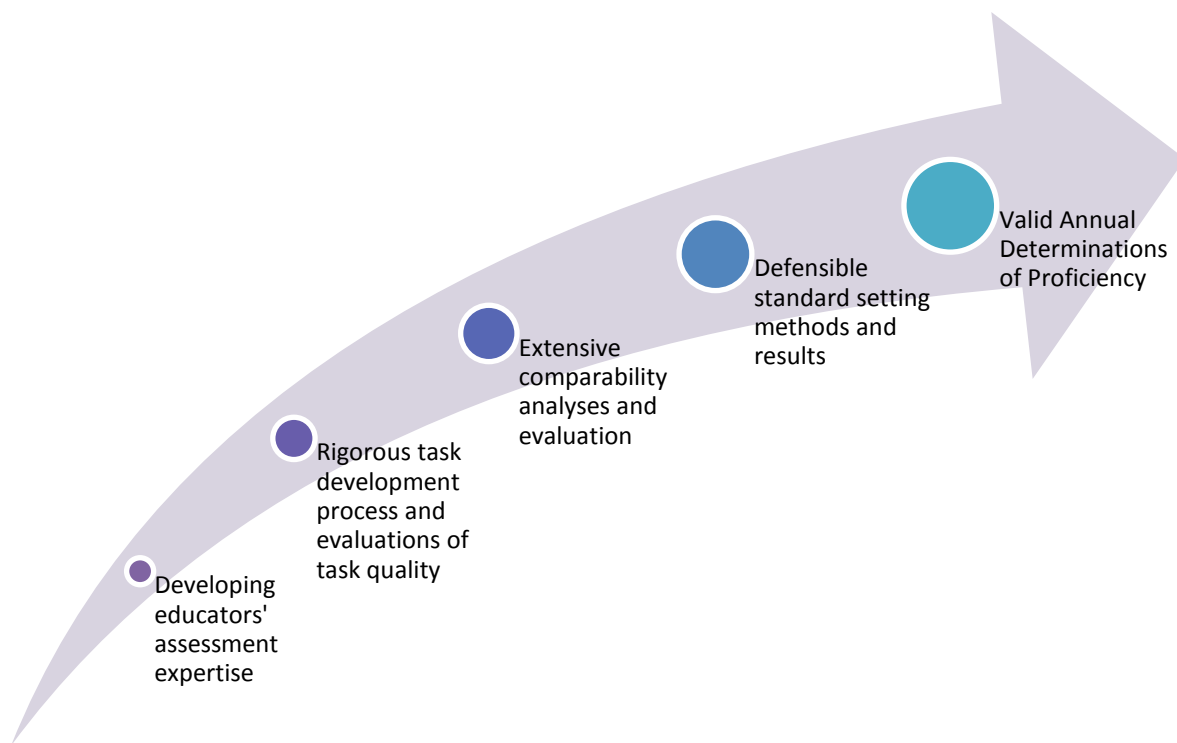 Developing
educators'
assessment
expertise
Rigorous task
development
process and
evaluations of
task quality
Extensive
comparability
analyses and
evaluation
Defensible
standard setting
methods and
results
Valid Annual
Determinations
of Proficiency